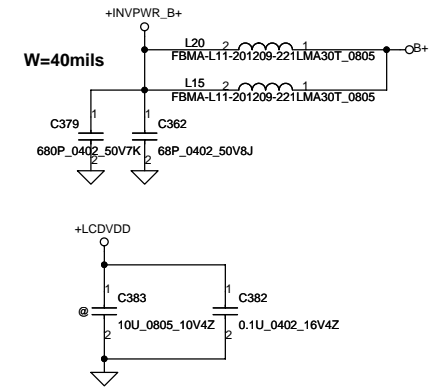 +INVPWR_B+
L20
2 1
B+
FBMA-L11-201209-221LMA30T_0805
W=40mils
L15
2 1
FBMA-L11-201209-221LMA30T_0805
1 1
C379 C362
680P_0402_50V7K 68P_0402_50V8J
2 2
+LCDVDD
1 1
C383 C382
@
10U_0805_10V4Z 0.1U_0402_16V4Z
2 2